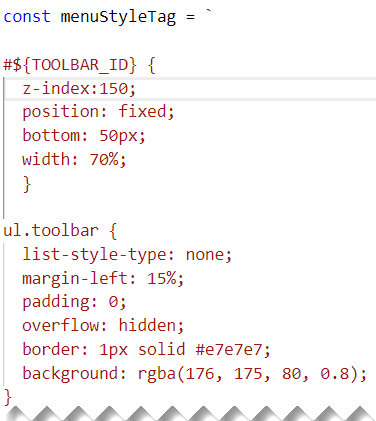 const menuStyleTag = `
#${TOOLBAR_ID} {
z-index:150;
position: fixed;
bottom: 50px;
width: 70%;
}
ul.toolbar {
list-style-type: none;
margin-left: 15%;
padding: 0;
overflow: hidden;
border: 1px solid #e7e7e7;
background: rgba(176, 175, 80, 0.8);
}